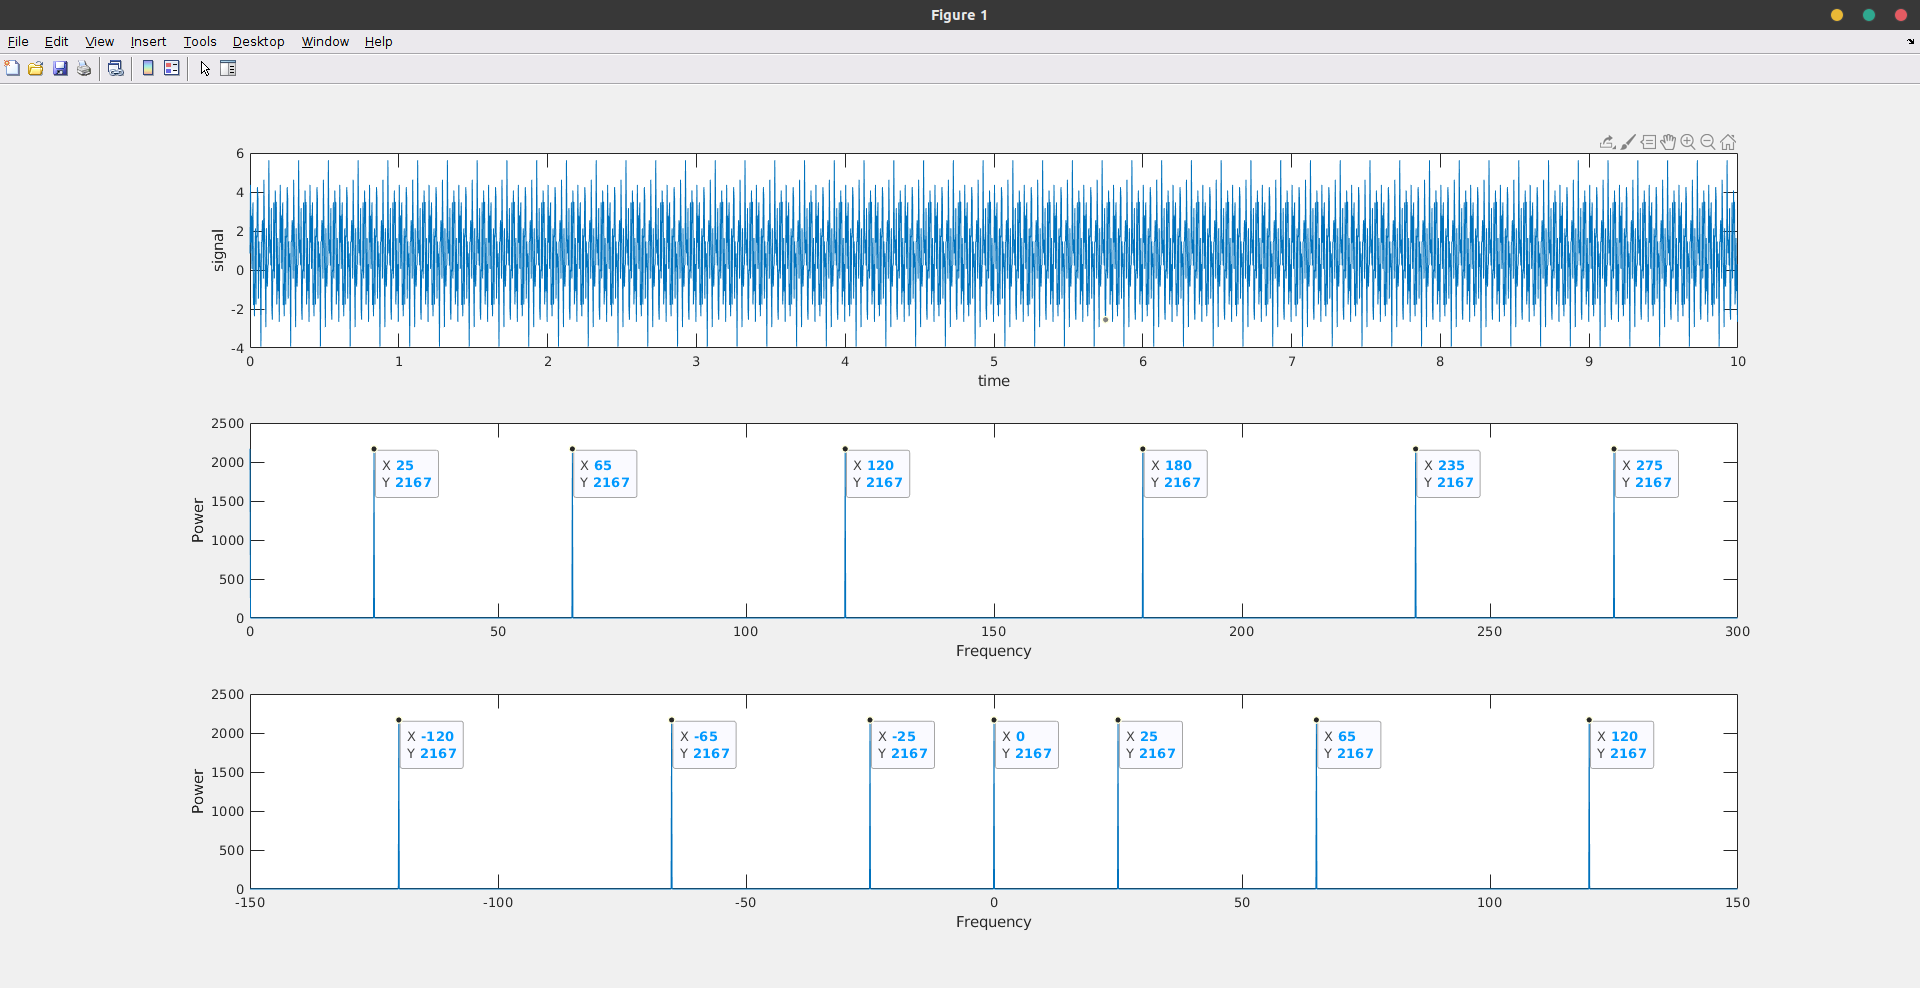 Figure 1
File Edit View Insert Tools Desktop Window Help
6
4
2
0
-2
-4
signal
0 1 2 3 4 5 6 7 8 9 10
time
2500
2000
1500
1000
500
0
Power
X 25
Y 2167
X 65
Y 2167
X 120
Y 2167
X 180
Y 2167
X 235
Y 2167
X 275
Y 2167
0 50 100 150 200 250 300
Frequency
2500
2000
1500
1000
500
0
Power
X -120
Y 2167
X -65
Y 2167
X -25
Y 2167
X 0
Y 2167
X 25
Y 2167
X 65
Y 2167
X 120
Y 2167
-150 -100 -50 0 50 100 150
Frequency